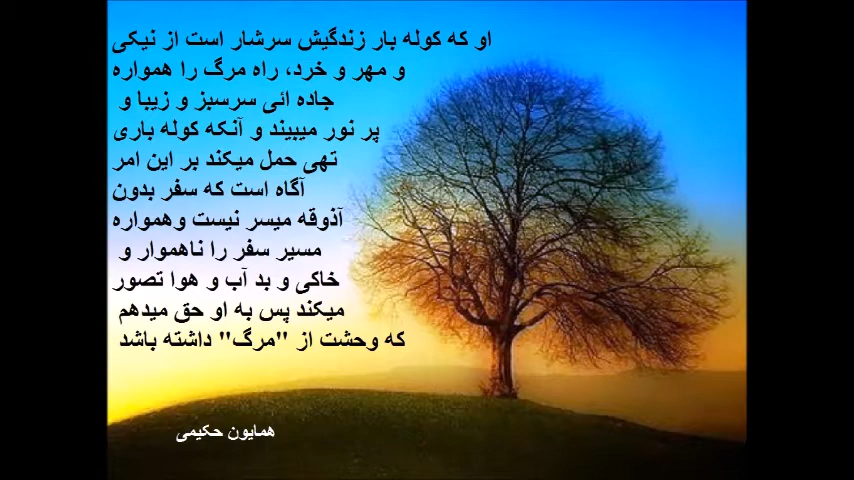 او که کوله بار زندگیش سرشار است از نیکی
و مهر و خرد، راه مرگ را همواره
جاده ائی سرسبز و زیبا و
پر نور میبیند و آنکه کوله باری
تهی حمل میکند بر این امر
آگاه است که سفر بدون
آذوقه میسر نیست وهمواره
مسیر سفر را ناهموار و
خاکی و بد آب و هوا تصور
میکند پس به او حق میدهم
که وحشت از "مرگ" داشته باشد
همایون حکیمی